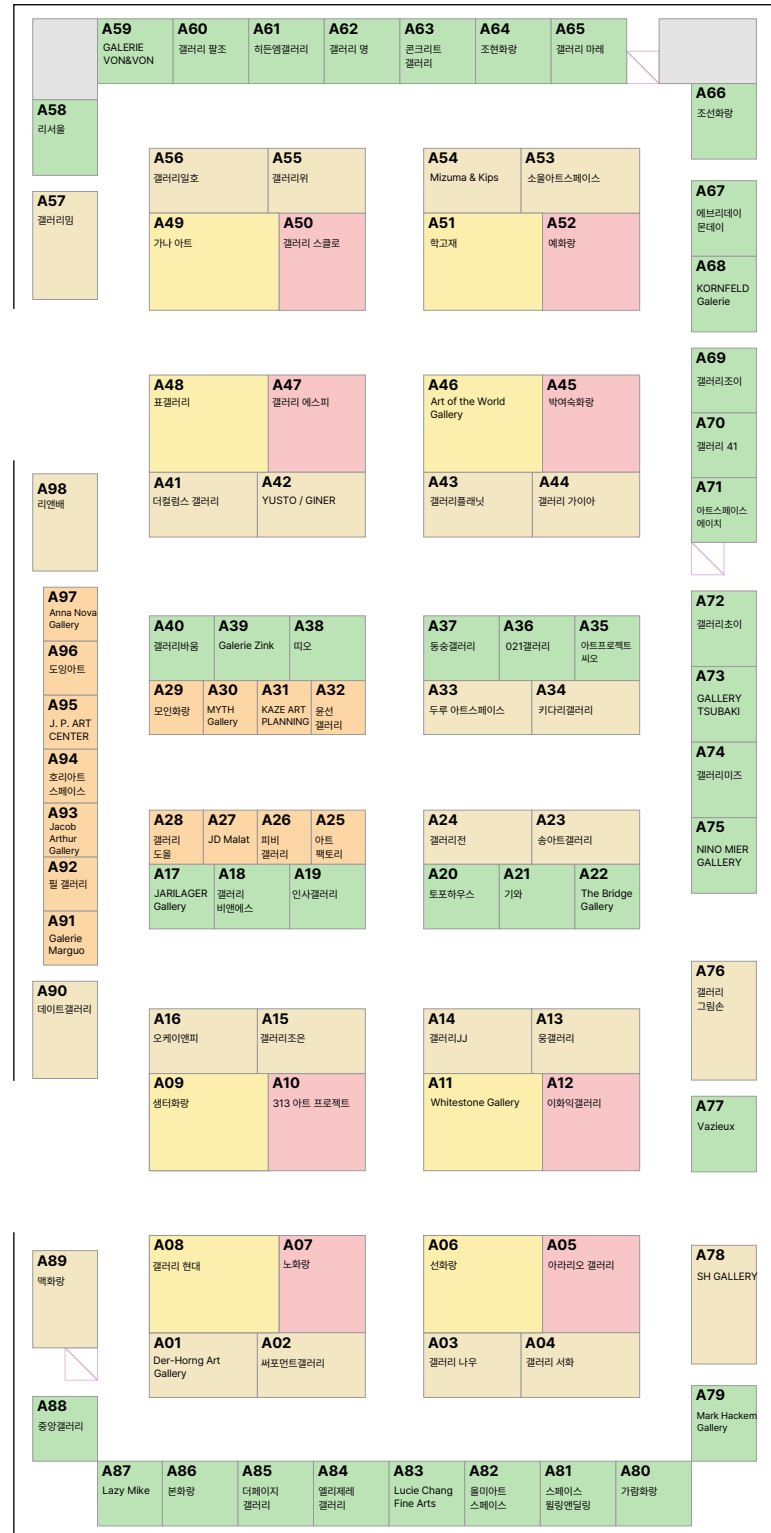 A59
GALERIE
VON&VON
A60
갤러리 팔조
A61
히든엠갤러리
A62
갤러리 명
A63
콘크리트
갤러리
A64
조현화랑
A65
갤러리 마레
A58
리서울
A66
조선화랑
A57
갤러리밈
A56
갤러리일호
A55
갤러리위
A54
Mizuma & Kips
A53
소울아트스페이스
A49
가나 아트
A50
갤러리 스클로
A51
학고재
A52
예화랑
A67
에브리데이
몬데이
A68
KORNFELD
Galerie
A69
갤러리조이
A70
갤러리 41
A71
아트스페이스
에이치
A48
표갤러리
A47
갤러리 에스피
A46
Art of the World
Gallery
A45
박여숙화랑
A41
더컬럼스 갤러리
A42
YUSTO / GINER
A43
갤러리플래닛
A44
갤러리 가이아
A98
리앤배
A97
Anna Nova
Gallery
A96
도잉아트
A95
J. P. ART
CENTER
A94
호리아트
스페이스
A93
Jacob
Arthur
Gallery
A92
필 갤러리
A91
Galerie
Marguo
A90
데이트갤러리
A40
갤러리바움
A39
Galerie Zink
A38
띠오
A37
동숭갤러리
A36
021갤러리
A35
아트프로젝트
씨오
A29
모인화랑
A30
MYTH
Gallery
A31
KAZE ART
PLANNING
A32
윤선
갤러리
A33
두루 아트스페이스
A34
키다리갤러리
A72
갤러리초이
A73
GALLERY
TSUBAKI
A74
갤러리미즈
A75
NINO MIER
GALLERY
A28
갤러리
도올
A27
JD Malat
A26
피비
갤러리
A25
아트
팩토리
A24
갤러리전
A23
송아트갤러리
A17
JARILAGER
Gallery
A18
갤러리
비앤에스
A19
인사갤러리
A20
토포하우스
A21
기와
A22
The Bridge
Gallery
A76
갤러리
그림손
A77
Vazieux
A16
오케이앤피
A15
갤러리조은
A14
갤러리JJ
A13
웅갤러리
A09
샘터화랑
A10
313 아트 프로젝트
A11
Whitestone Gallery
A12
이화익갤러리
A08
갤러리 현대
A07
노화랑
A06
선화랑
A05
아라리오 갤러리
A01
Der-Horng Art
Gallery
A02
써포먼트갤러리
A03
갤러리 나우
A04
갤러리 서화
A89
맥화랑
A78
SH GALLERY
A88
중앙갤러리
A79
Mark Hackem
Gallery
A87
Lazy Mike
A86
본화랑
A85
더페이지
갤러리
A84
엘리제레
갤러리
A83
Lucie Chang
Fine Arts
A82
울미아트
스페이스
A81
스페이스
윌링앤딜링
A80
가람화랑